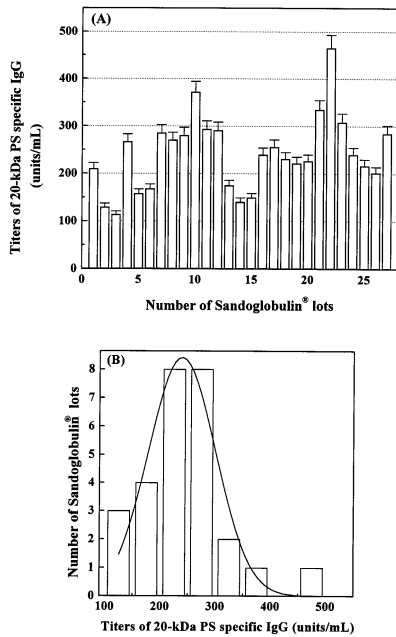 (A)
Titers of 20-kDa PS specific IgG
(units/mL)
500
400
300
200
100
0
0 5 10 15 20 25
Number of Sandoglobulin® lots
(B)
Number of Sandoglobulin® lots
8
7
6
5
4
3
2
1
0
100 200 300 400 500
Titers of 20-kDa PS specific IgG (units/mL)